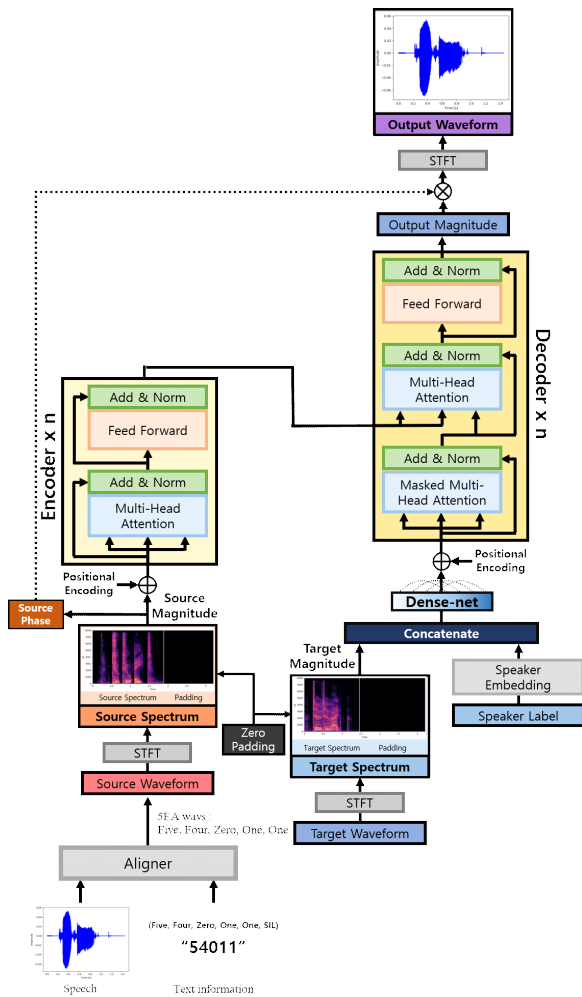 Output Waveform
STFT
Output Magnitude
Add & Norm
Feed Forward
Add & Norm
Multi-Head
Attention
Add & Norm
Masked Multi-
Head Attention
Decoder x n
Positional
Encoding
Dense-net
Concatenate
Speaker
Embedding
Speaker Label
Add & Norm
Feed Forward
Add & Norm
Multi-Head
Attention
Encoder x n
Positional
Encoding
Source
Magnitude
Source
Phase
Source Spectrum
Padding
Source Spectrum
STFT
Source Waveform
Zero
Padding
Target
Magnitude
Target Spectrum
Padding
Target Spectrum
STFT
Target Waveform
5EA wavs :
Five, Four, Zero, One, One
Aligner
(Five, Four, Zero, One, One, SIL)
“54011”
Speech
Text information